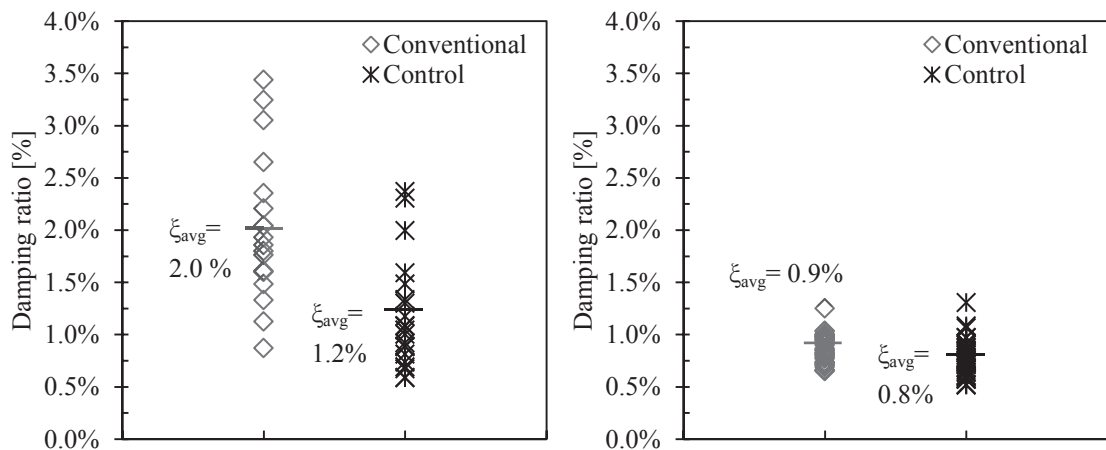 Damping ratio [%]
4.0%
3.5%
3.0%
2.5%
2.0%
1.5%
1.0%
0.5%
0.0%
Conventional
Control
ξavg=
2.0 %
ξavg=
1.2%
Damping ratio [%]
4.0%
3.5%
3.0%
2.5%
2.0%
1.5%
1.0%
0.5%
0.0%
Conventional
Control
ξavg= 0.9%
ξavg=
0.8%